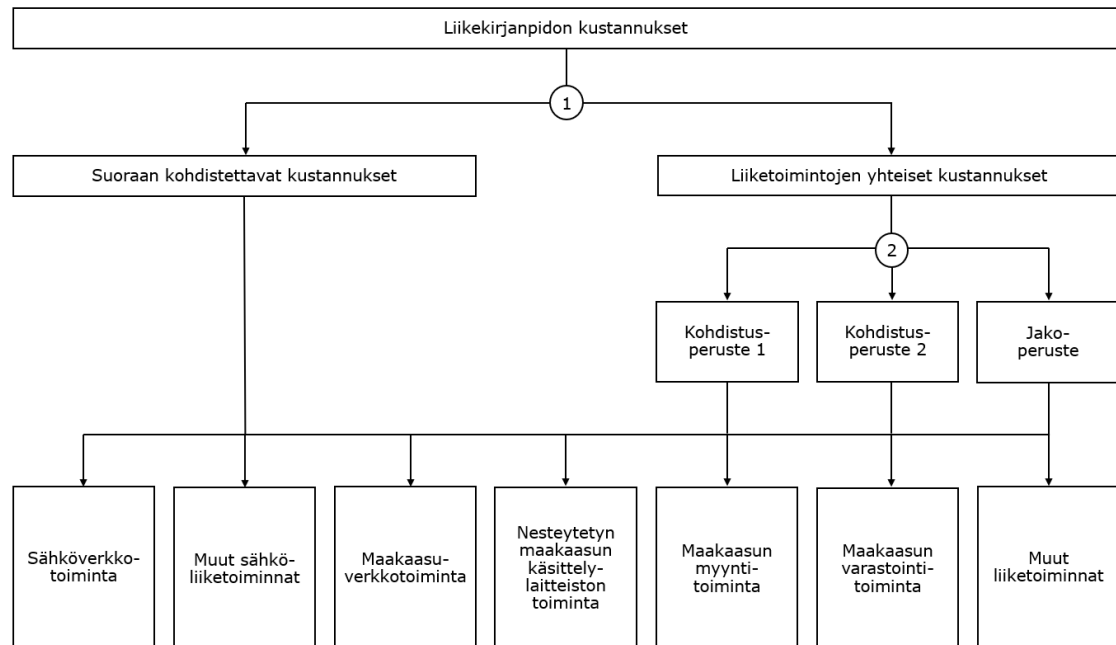 Liikekirjanpidon kustannukset
1
Suoraan kohdistettavat kustannukset
Liiketoimintojen yhteiset kustannukset
2
Kohdistus-
peruste 1
Kohdistus-
peruste 2
Jako-
peruste
Sähköverkko-
toiminta
Muut sähkö-
liiketoiminnat
Maakaasu-
verkkotoiminta
Nesteytetyn
maakaasun
käsittely-
laitteiston
toiminta
Maakaasun
myynti-
toiminta
Maakaasun
varastointi-
toiminta
Muut
liiketoiminnat